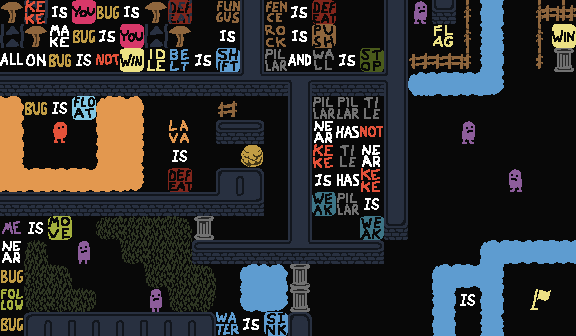 KEKE IS YOU BUG IS DEFEAT FUNGUS FENCE IS DEFEAT
MAKE BUG IS YOU IS ROCK IS PUSH FLAG WIN
ALL ON BUG IS NOT WIN IDLE BELT IS SHIFT PILLAR AND WALL IS STOP
BUG IS FLOAT PILLAR PILLAR TILE
LAVA NEAR HAS NOT
IS KEKE TILE NEAR
DEFEAT IS HAS KEKE
WEAK PILLAR IS
ME IS MOVE WEAK
NEAR
BUG
FOLLOW IS
BUG WATER IS SINK